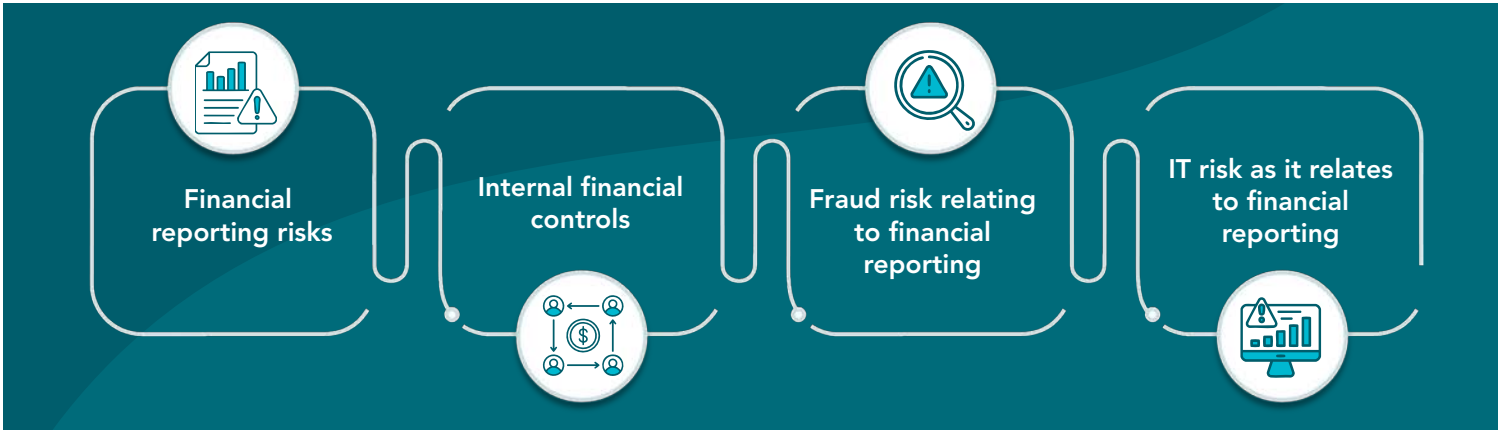 Financial
reporting risks
Internal financial
controls
Fraud risk relating
to financial
reporting
IT risk as it relates
to financial
reporting